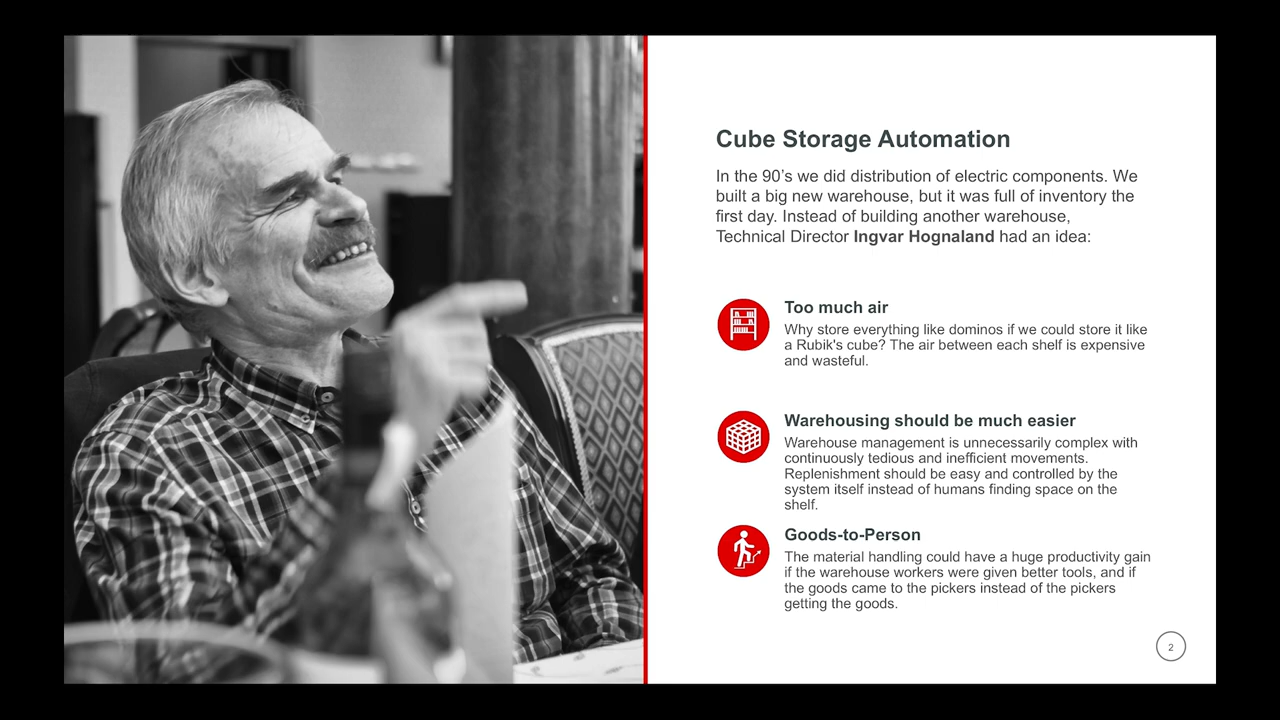 Cube Storage Automation
In the 90’s we did distribution of electric components. We
built a big new warehouse, but it was full of inventory the
first day. Instead of building another warehouse,
Technical Director Ingvar Hognaland had an idea:
Too much air
Why store everything like dominos if we could store it like
a Rubik's cube? The air between each shelf is expensive
and wasteful.
Warehousing should be much easier
Warehouse management is unnecessarily complex with
continuously tedious and inefficient movements.
Replenishment should be easy and controlled by the
system itself instead of humans finding space on the
shelf.
Goods-to-Person
The material handling could have a huge productivity gain
if the warehouse workers were given better tools, and if
the goods came to the pickers instead of the pickers
getting the goods.
2